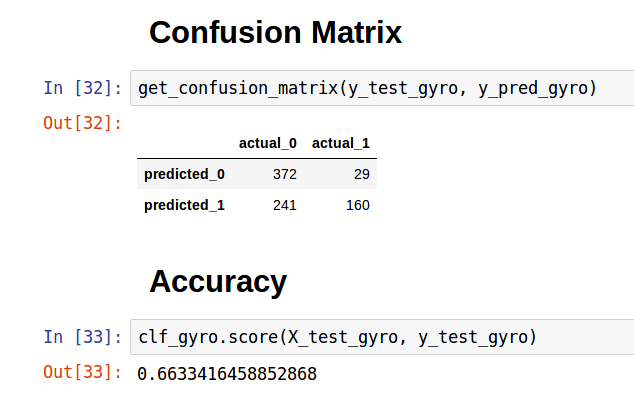 Confusion Matrix
In [32]: get_confusion_matrix(y_test_gyro, y_pred_gyro)
Out[32]:
actual_0 actual_1
predicted_0 372 29
predicted_1 241 160
Accuracy
In [33]: clf_gyro.score(X_test_gyro, y_test_gyro)
Out[33]: 0.6633416458852868